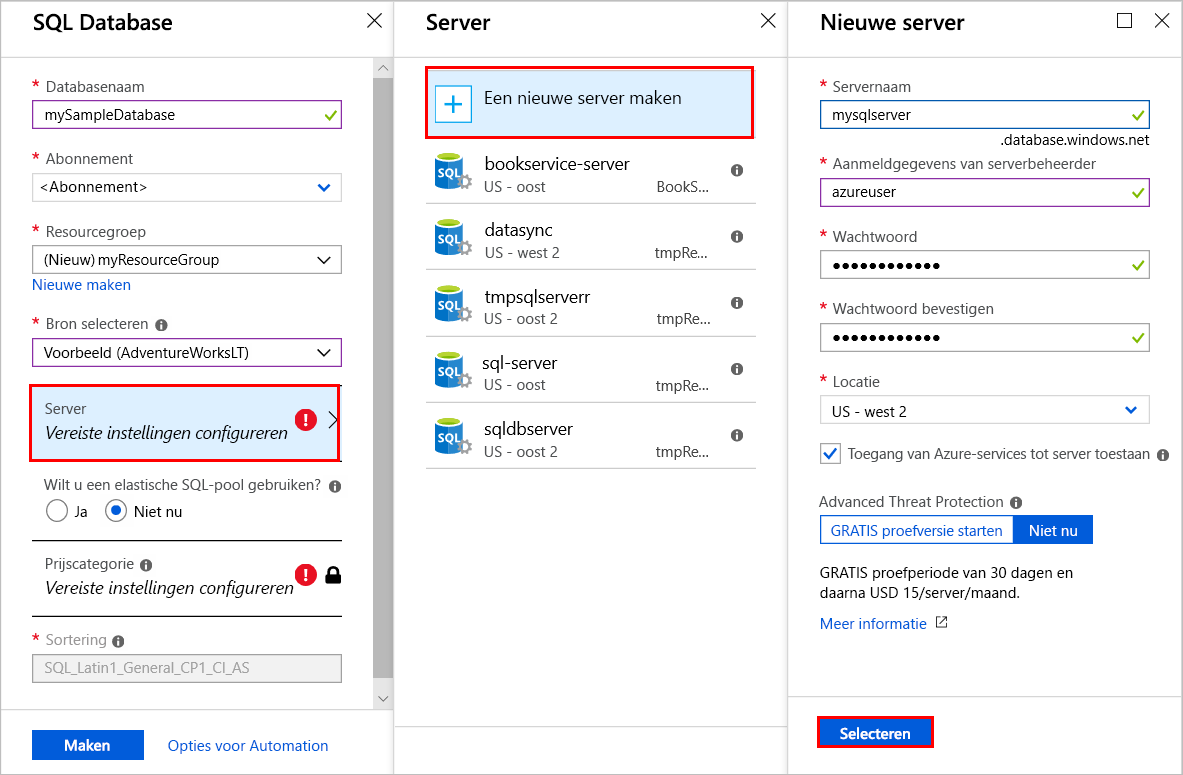 SQL Database
* Databasenaam
mySampleDatabase
* Abonnement
<Abonnement>
* Resourcegroep
(Nieuw) myResourceGroup
Nieuwe maken
* Bron selecteren
Voorbeeld (AdventureWorksLT)
Server
Vereiste instellingen configureren
Wilt u een elastische SQL-pool gebruiken?
Ja Niet nu
Prijscategorie
Vereiste instellingen configureren
* Sortering
SQL_Latin1_General_CP1_CI_AS
Maken Opties voor Automation
Server
Een nieuwe server maken
SQL
bookservice-server
US - oost BookS...
SQL
datasync
US - west 2 tmpRe...
SQL
tmpsqlserverr
US - oost 2 tmpRe...
SQL
sql-server
US - oost tmpRe...
SQL
sqldbserver
US - oost 2 tmpRe...
Nieuwe server
* Servernaam
mysqlserver
.database.windows.net
* Aanmeldgegevens van serverbeheerder
azureuser
* Wachtwoord
●●●●●●●●●●●●
* Wachtwoord bevestigen
●●●●●●●●●●●●
* Locatie
US - west 2
Toegang van Azure-services tot server toestaan
Advanced Threat Protection
GRATIS proefversie starten Niet nu
GRATIS proefperiode van 30 dagen en
daarna USD 15/server/maand.
Meer informatie
Selecteren